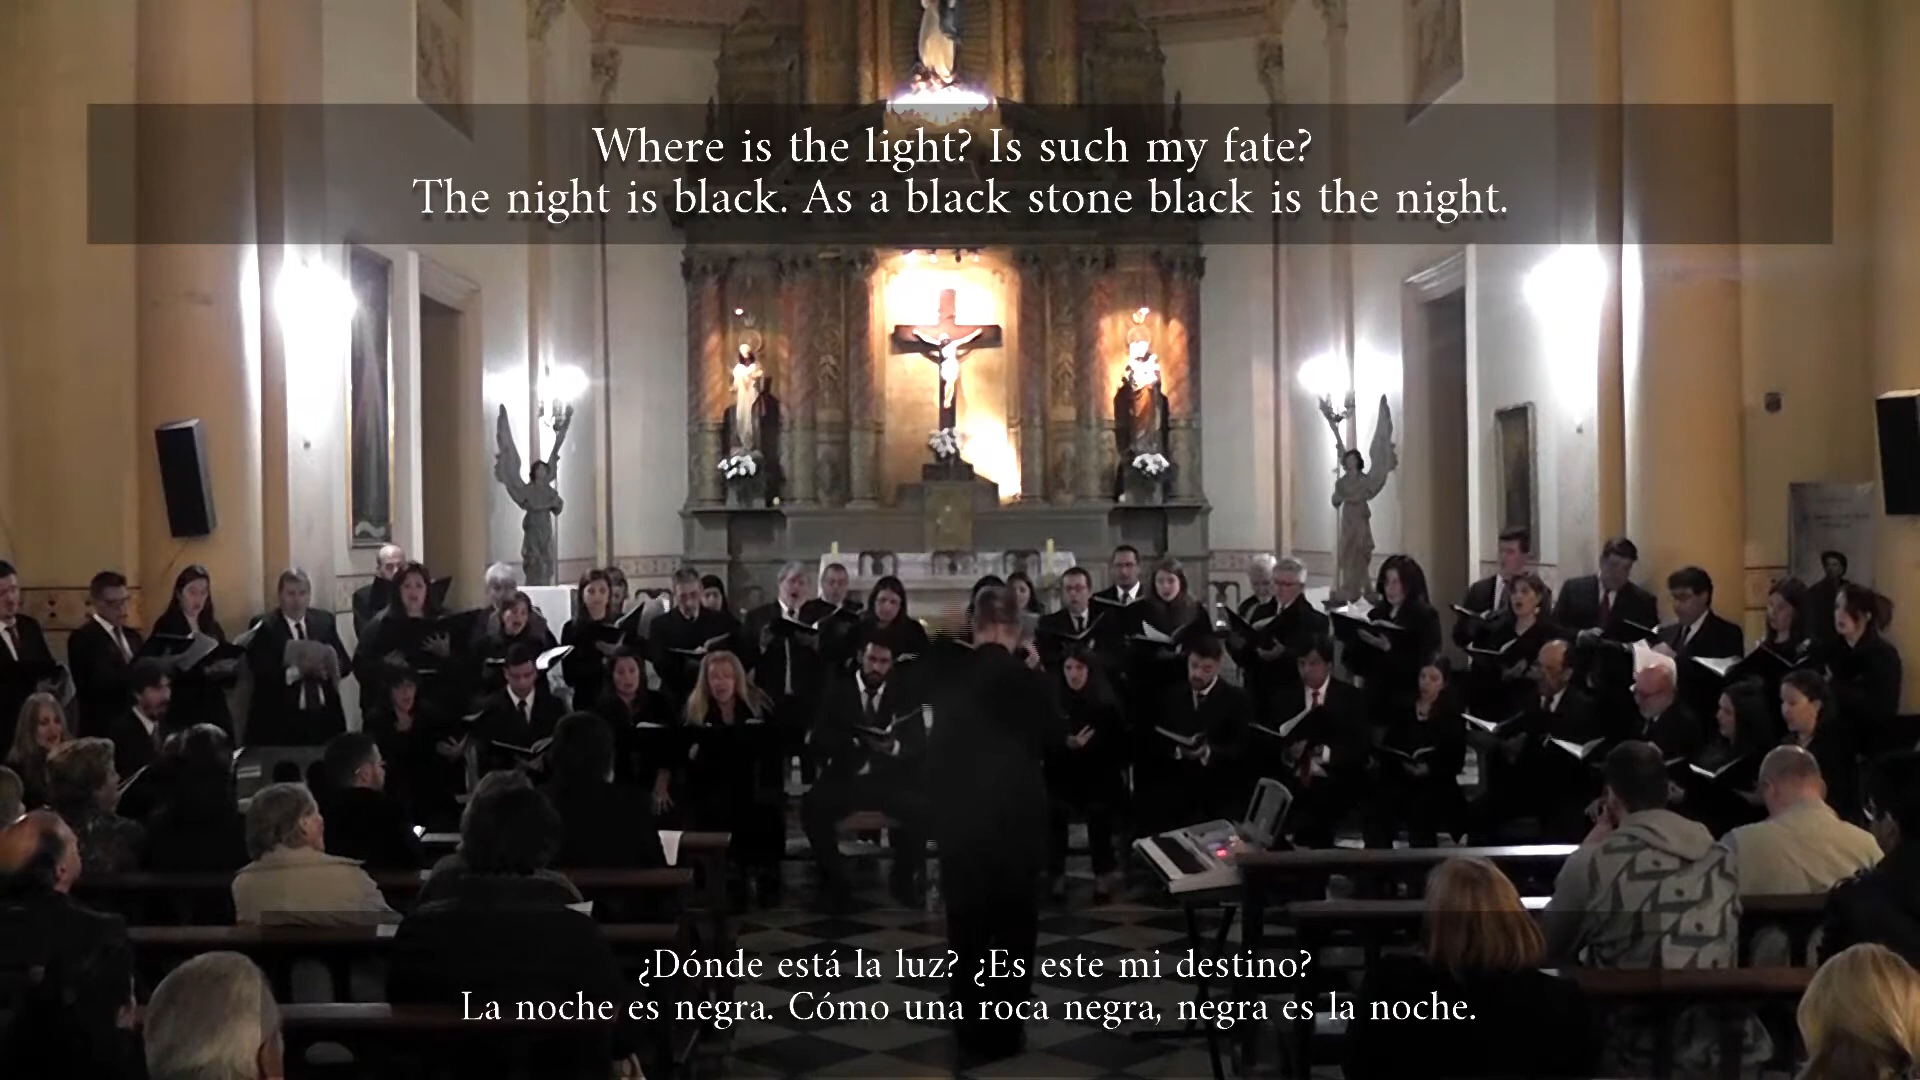 Where is the light? Is such my fate?
The night is black. As a black stone black is the night.
¿Dónde está la luz? ¿Es este mi destino?
La noche es negra. Cómo una roca negra, negra es la noche.